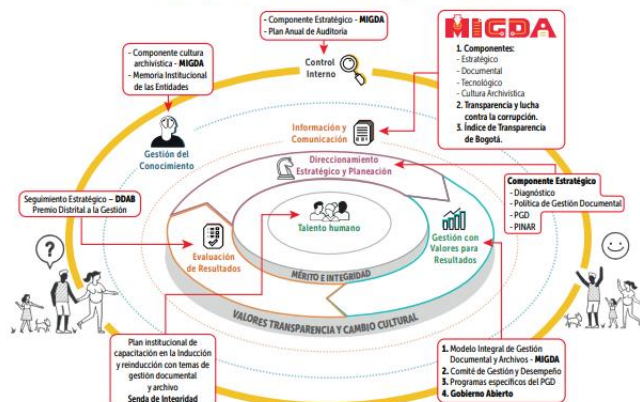 - Componente Estratégico - MIGDA
- Plan Anual de Auditoría
Control
Interno
MIGDA
1. Componentes:
- Estratégico
- Documental
- Tecnológico
- Cultura Archivística
2. Transparencia y lucha
contra la corrupción.
3. Índice de Transparencia
de Bogotá.
- Componente cultura
archivística - MIGDA
- Memoria Institucional
de las Entidades
Gestión del
Conocimiento
Información y
Comunicación
Direccionamiento
Estratégico y Planeación
Componente Estratégico
- Diagnóstico
- Política de Gestión Documental
- PGD
- PINAR
Seguimiento Estratégico – DDAB
Premio Distrital a la Gestión
Talento humano
Evaluación
de Resultados
Gestión con
Valores para
Resultados
MÉRITO E INTEGRIDAD
VALORES TRANSPARENCIA Y CAMBIO CULTURAL
?
Plan institucional de
capacitación en la Inducción
y reinducción con temas de
gestión documental
y archivo
Senda de Integridad
1. Modelo Integral de Gestión
Documental y Archivos - MIGDA
2. Comité de Gestión y Desempeño
3. Programas específicos del PGD
4. Gobierno Abierto